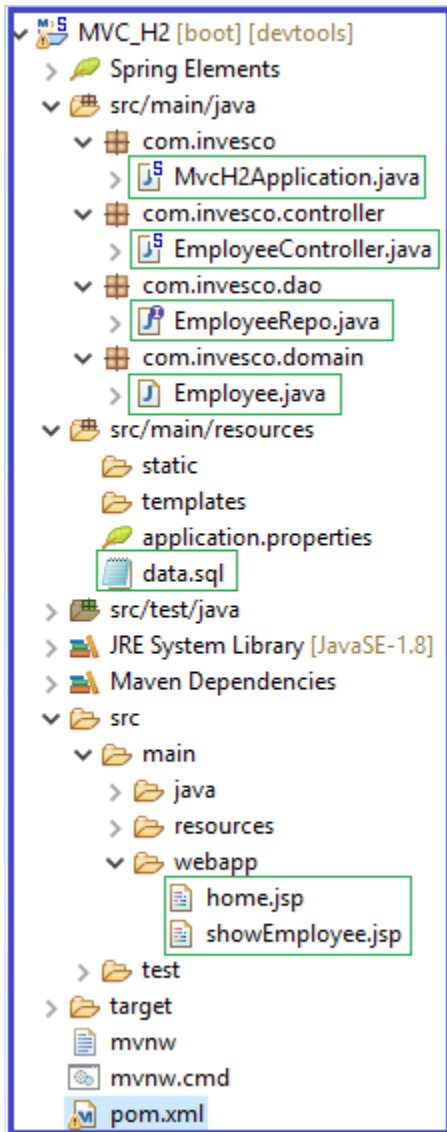 MVC_H2 [boot] [devtools]
Spring Elements
src/main/java
com.invesco
MvcH2Application.java
com.invesco.controller
EmployeeController.java
com.invesco.dao
EmployeeRepo.java
com.invesco.domain
Employee.java
src/main/resources
static
templates
application.properties
data.sql
src/test/java
JRE System Library [JavaSE-1.8]
Maven Dependencies
src
main
java
resources
webapp
home.jsp
showEmployee.jsp
test
target
mvnw
mvnw.cmd
pom.xml